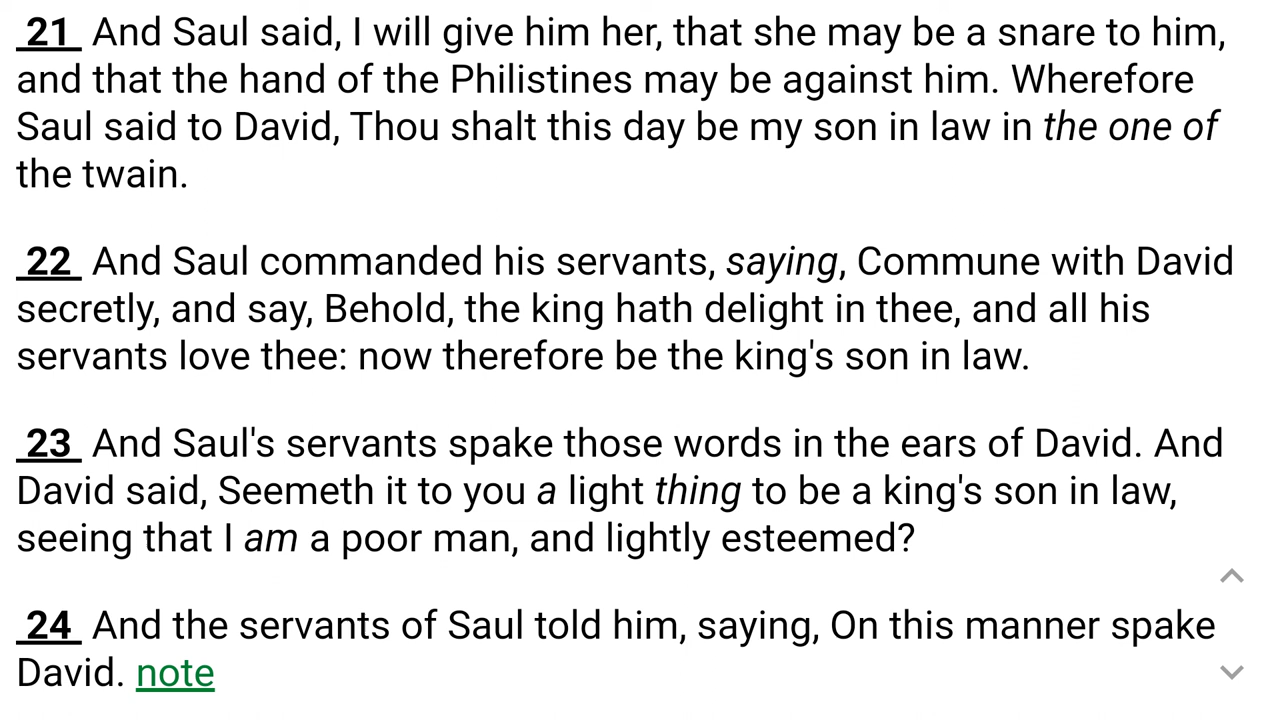 21 And Saul said, I will give him her, that she may be a snare to him,
and that the hand of the Philistines may be against him. Wherefore
Saul said to David, Thou shalt this day be my son in law in the one of
the twain.
22 And Saul commanded his servants, saying, Commune with David
secretly, and say, Behold, the king hath delight in thee, and all his
servants love thee: now therefore be the king's son in law.
23 And Saul's servants spake those words in the ears of David. And
David said, Seemeth it to you a light thing to be a king's son in law,
seeing that I am a poor man, and lightly esteemed?
24 And the servants of Saul told him, saying, On this manner spake
David. note